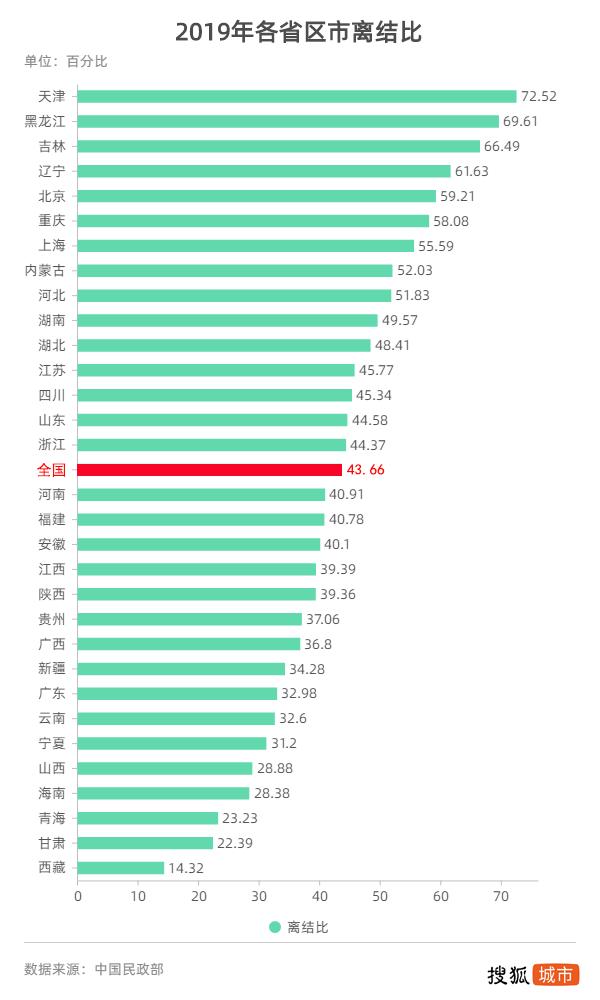 2019年各省区市离结比
单位：百分比
天津 72.52
黑龙江 69.61
吉林 66.49
辽宁 61.63
北京 59.21
重庆 58.08
上海 55.59
内蒙古 52.03
河北 51.83
湖南 49.57
湖北 48.41
江苏 45.77
四川 45.34
山东 44.58
浙江 44.37
全国 43.66
河南 40.91
福建 40.78
安徽 40.1
江西 39.39
陕西 39.36
贵州 37.06
广西 36.8
新疆 34.28
广东 32.98
云南 32.6
宁夏 31.2
山西 28.88
海南 28.38
青海 23.23
甘肃 22.39
西藏 14.32
0 10 20 30 40 50 60 70
离结比
数据来源：中国民政部
搜狐 城市